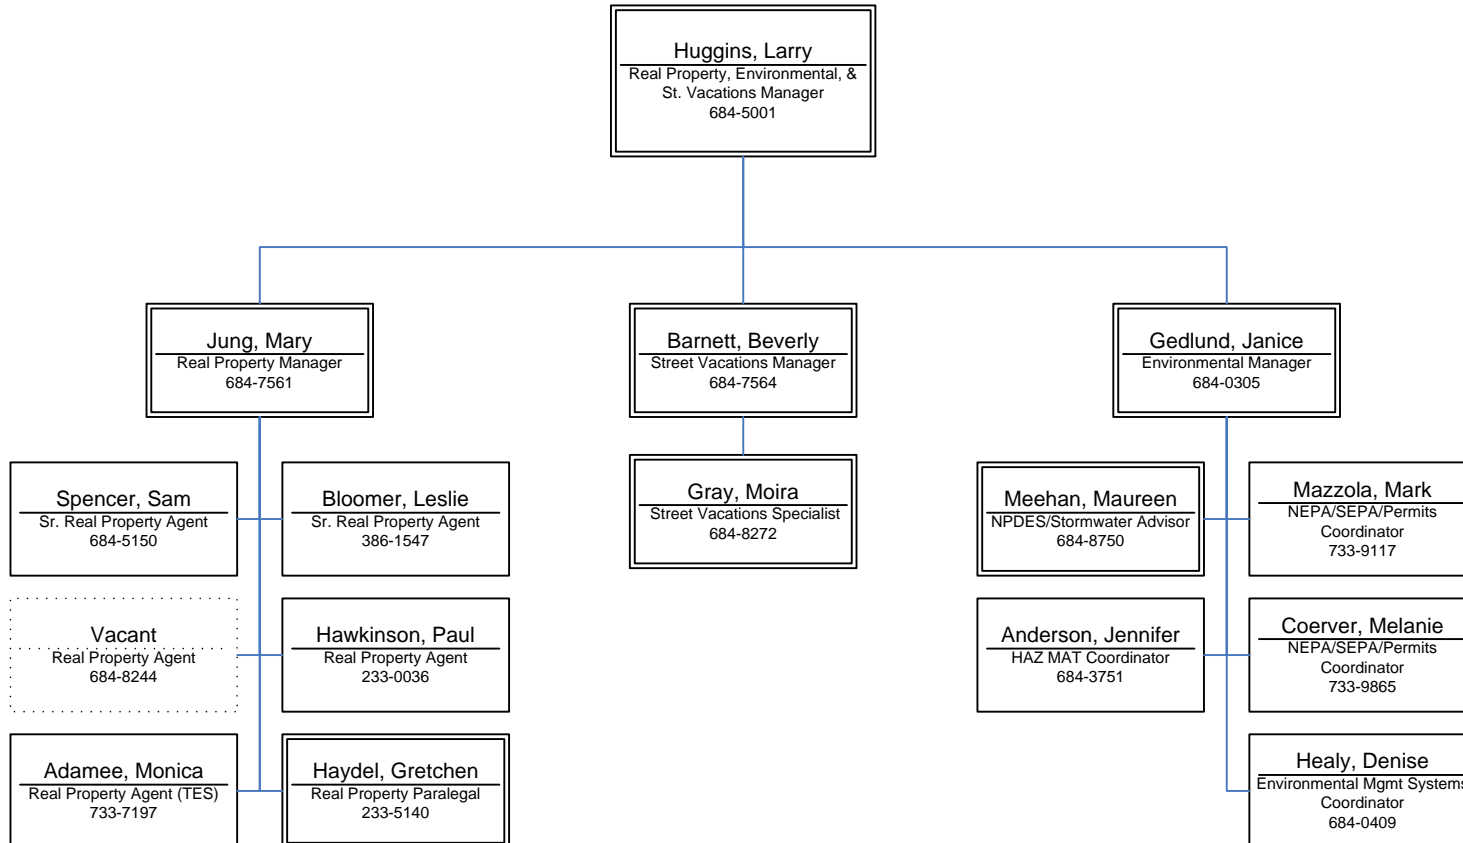 Huggins, Larry
Real Property, Environmental, &
St. Vacations Manager
684-5001
Jung, Mary
Real Property Manager
684-7561
Barnett, Beverly
Street Vacations Manager
684-7564
Gedlund, Janice
Environmental Manager
684-0305
Spencer, Sam
Sr. Real Property Agent
684-5150
Bloomer, Leslie
Sr. Real Property Agent
386-1547
Gray, Moira
Street Vacations Specialist
684-8272
Meehan, Maureen
NPDES/Stormwater Advisor
684-8750
Mazzola, Mark
NEPA/SEPA/Permits
Coordinator
733-9117
Vacant
Real Property Agent
684-8244
Hawkinson, Paul
Real Property Agent
233-0036
Anderson, Jennifer
HAZ MAT Coordinator
684-3751
Coerver, Melanie
NEPA/SEPA/Permits
Coordinator
733-9865
Adamee, Monica
Real Property Agent (TES)
733-7197
Haydel, Gretchen
Real Property Paralegal
233-5140
Healy, Denise
Environmental Mgmt Systems
Coordinator
684-0409